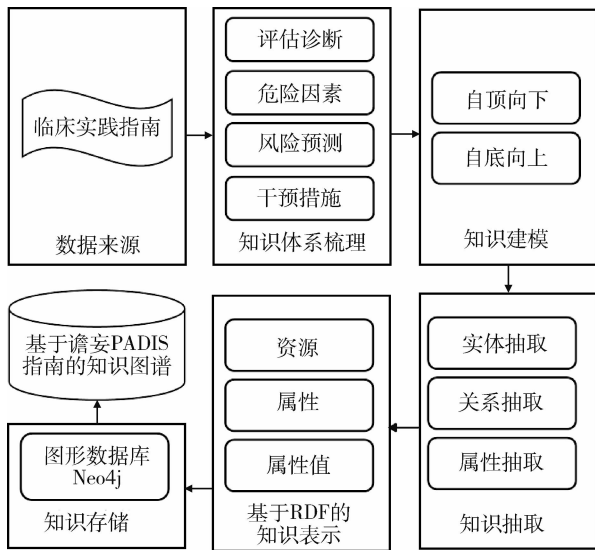 临床实践指南
数据来源
评估诊断
危险因素
风险预测
干预措施
知识体系梳理
自顶向下
自底向上
知识建模
实体抽取
关系抽取
属性抽取
知识抽取
资源
属性
属性值
基于RDF的
知识表示
图形数据库
Neo4j
知识存储
基于谵妄PADIS
指南的知识图谱